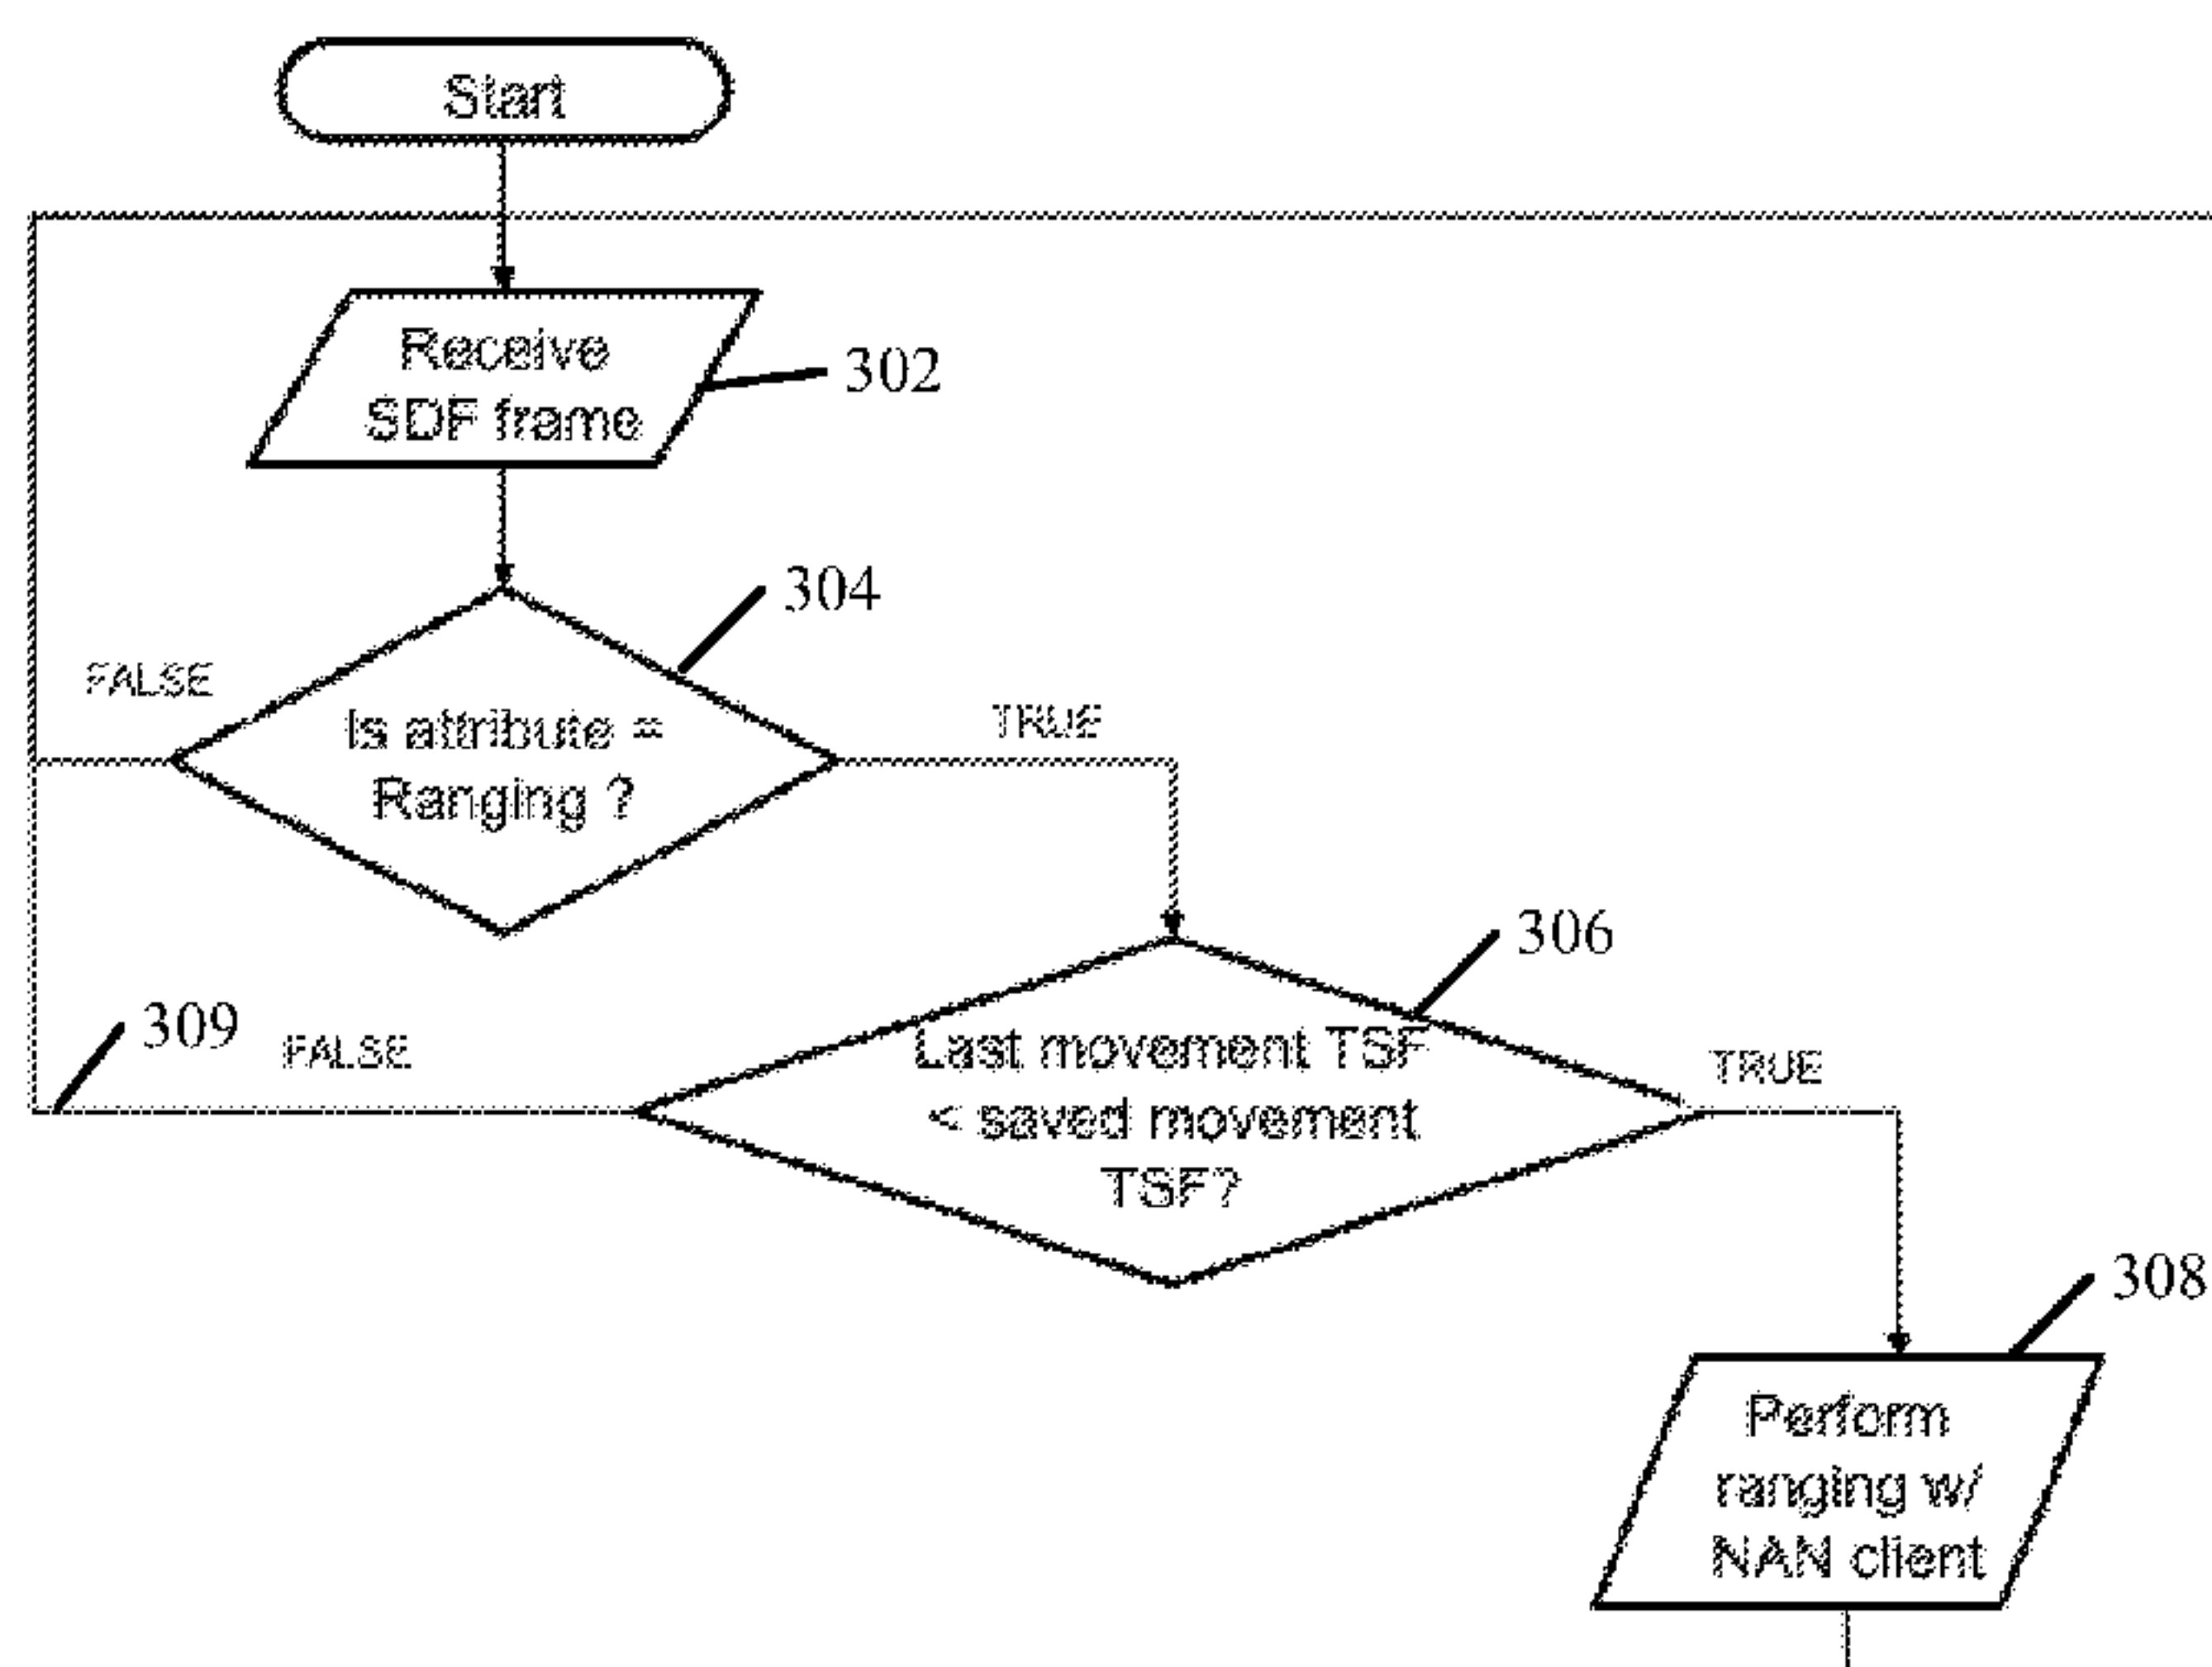 Start
Receive
SDF frame
302
304
FALSE
Is attribute =
Ranging ?
TRUE
306
309
FALSE
Last movement TSF
< saved movement
TSF?
TRUE
308
Perform
ranging w/
NAN client